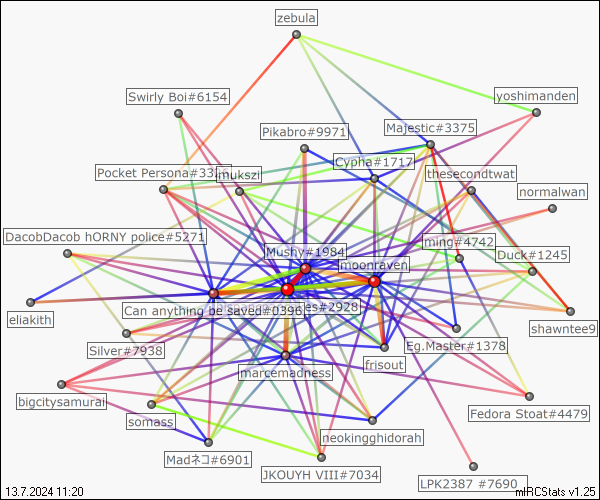 zebula
Swirly Boi#6154
yoshimanden
Pikabro#9971
Majestic#3375
Cypha#1717
Pocket Persona#33
mukszi
thesecondtwat
normalwan
DacobDacob hORNY police#5271
ming#4742
Mushy#1984
Duck#1245
moonraven
Can anything be saved#0396
es#2928
eliakith
shawntee9
Silver#7938
Eg.Master#1378
frisout
marcemadness
bigcitysamurai
somass
Fedora Stoat#4479
neokingghidorah
Madネコ#6901
JKOUYH VIII#7034
LPK2387 #7690
13.7.2024 11:20
mIRCStats v1.25